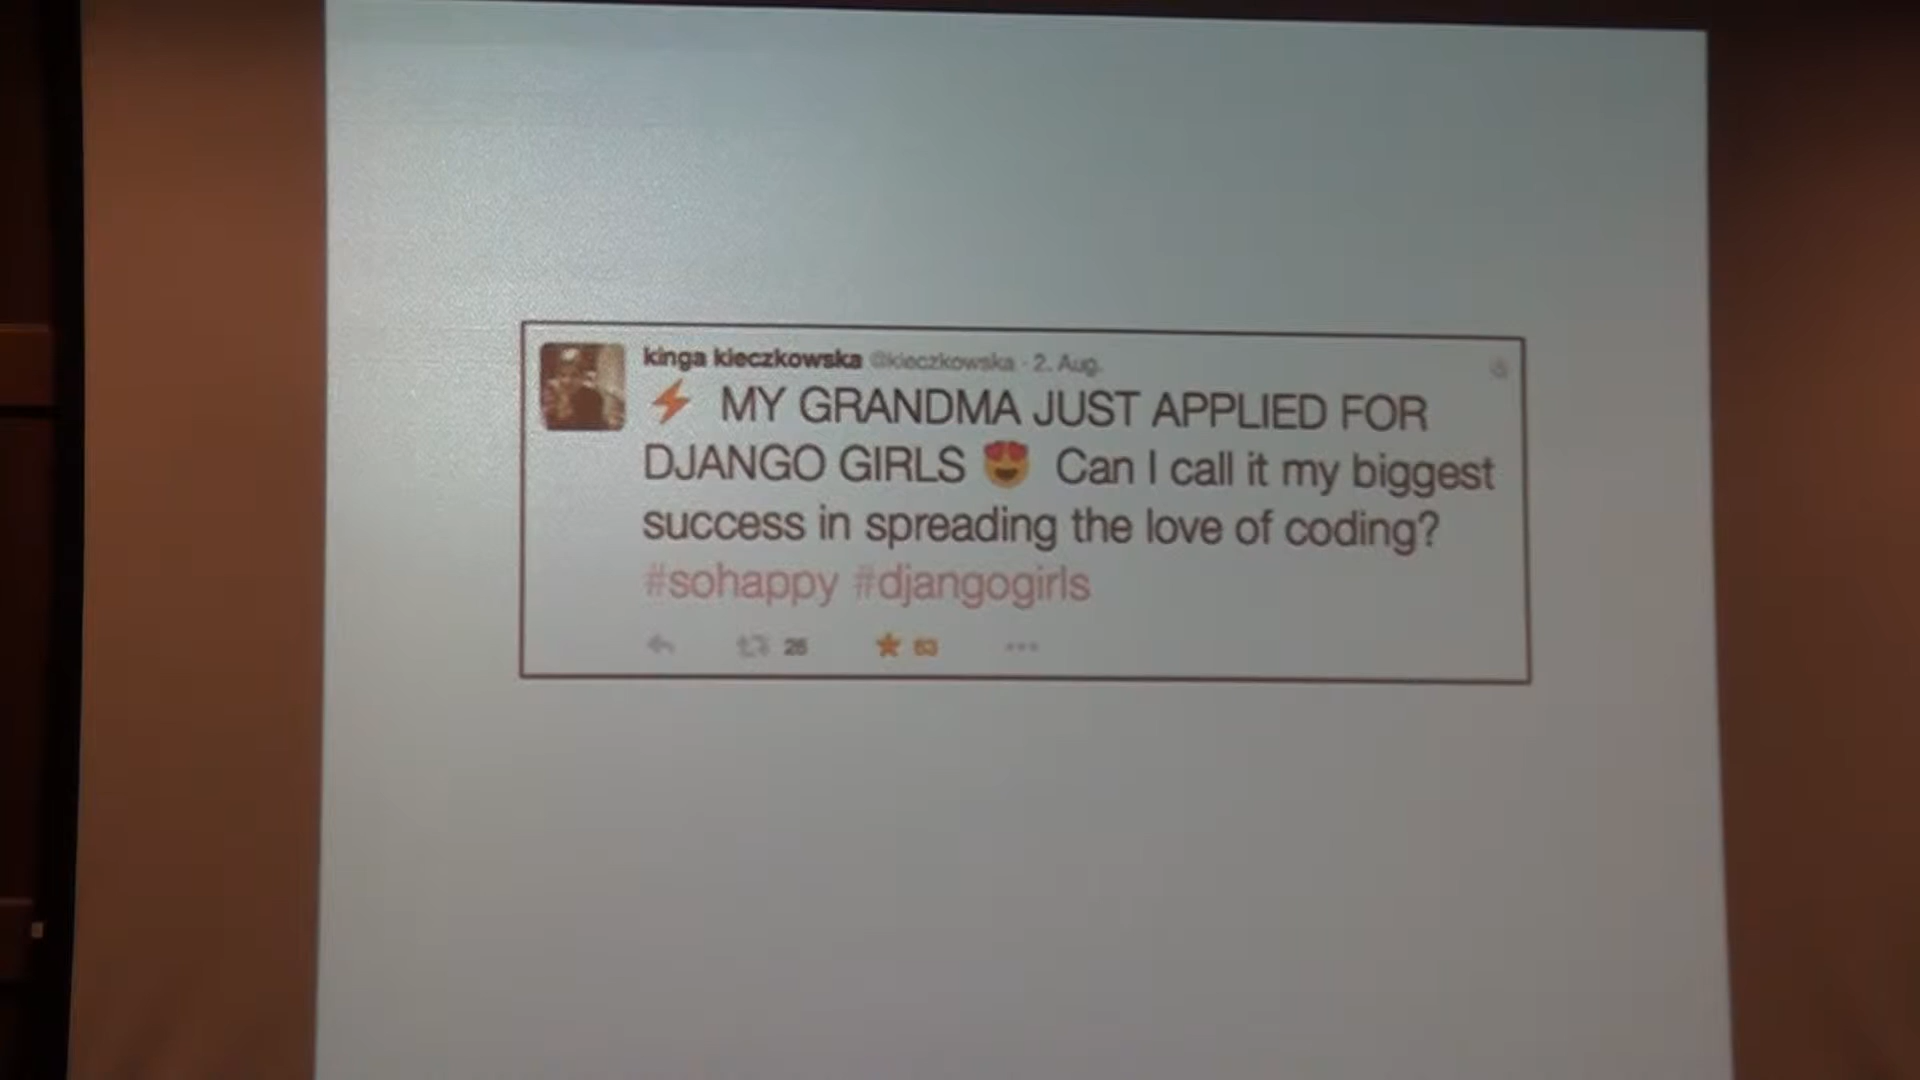 kinga kieczkowska @kieczkowska · 2. Aug.
⚡ MY GRANDMA JUST APPLIED FOR
DJANGO GIRLS 😍 Can I call it my biggest
success in spreading the love of coding?
#sohappy #djangogirls